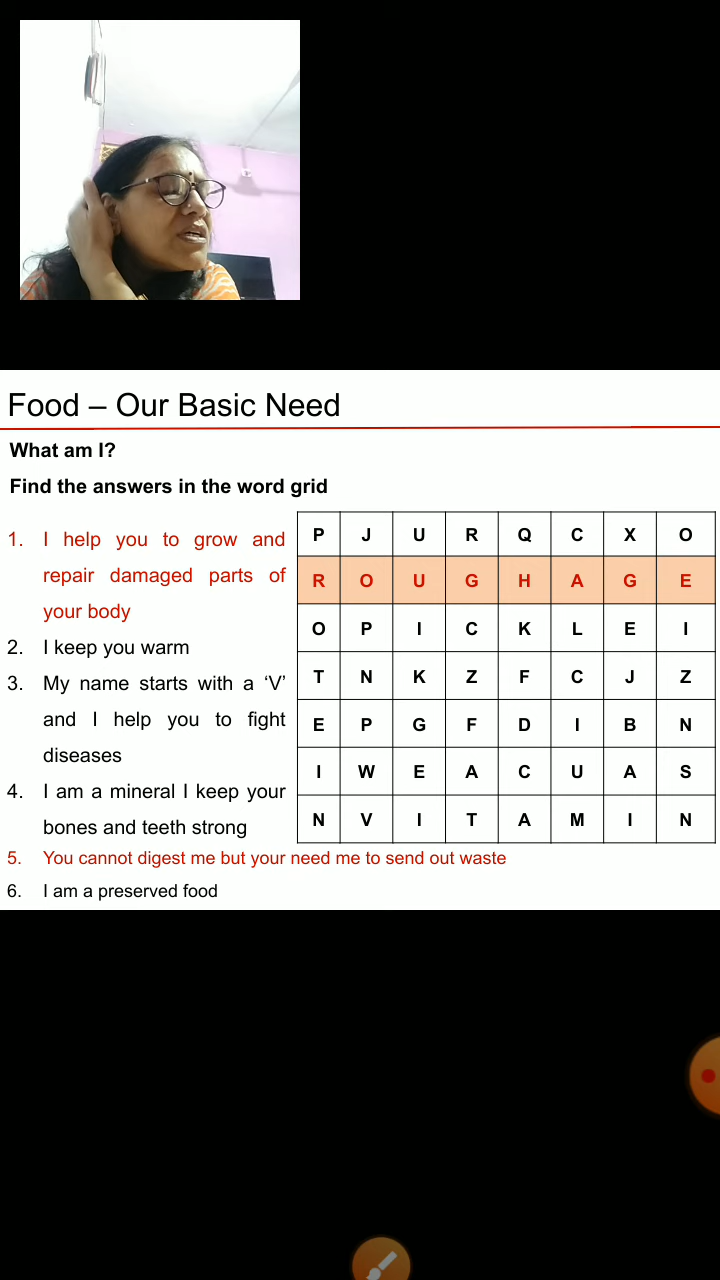 Food – Our Basic Need
What am I?
Find the answers in the word grid
1. I help you to grow and
repair damaged parts of
your body
2. I keep you warm
3. My name starts with a ‘V’
and I help you to fight
diseases
4. I am a mineral I keep your
bones and teeth strong
5. You cannot digest me but your need me to send out waste
6. I am a preserved food
P J U R Q C X O
R O U G H A G E
O P I C K L E I
T N K Z F C J Z
E P G F D I B N
I W E A C U A S
N V I T A M I N